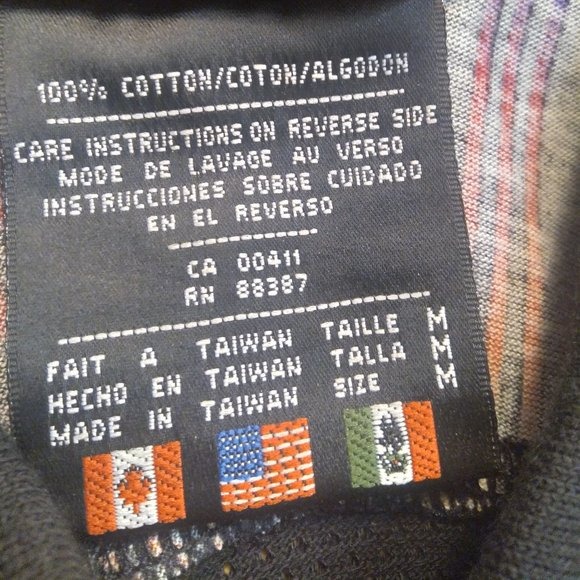 100% COTTON/COTON/ALGODON
CARE INSTRUCTIONS ON REVERSE SIDE
MODE DE LAVAGE AU VERSO
INSTRUCCIONES SOBRE CUIDADO
EN EL REVERSO
CA 00411
RN 88387
FAIT A TAIWAN TAILLE M
HECHO EN TAIWAN TALLA M
MADE IN TAIWAN SIZE M